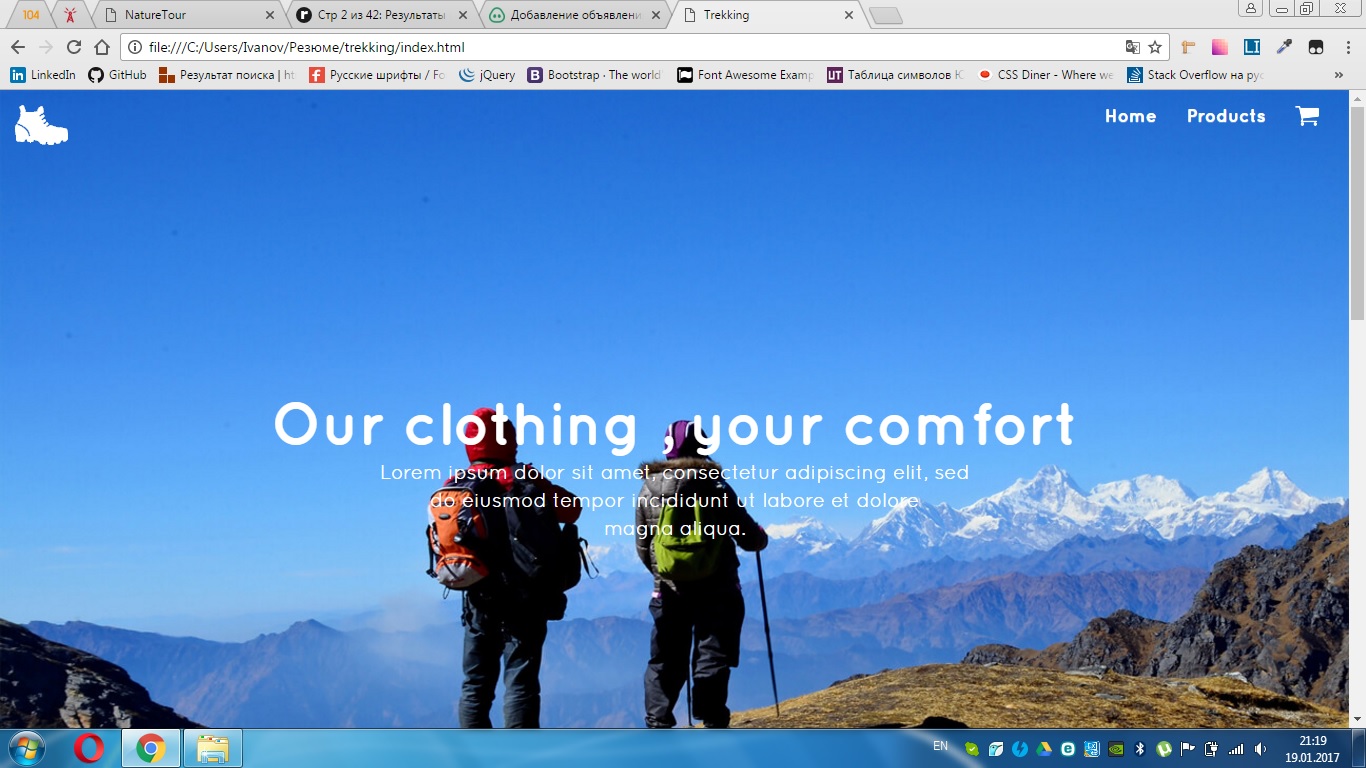 104
NatureTour
Стр 2 из 42: Результаты
Добавление объявлени
Trekking
file:///C:/Users/Ivanov/Резюме/trekking/index.html
LinkedIn
GitHub
Результат поиска | ht
Русские шрифты / Fo
jQuery
Bootstrap · The world'
Font Awesome Examp
Таблица символов Ю
CSS Diner - Where we
Stack Overflow на рус
Home
Products
Our clothing , your comfort
Lorem ipsum dolor sit amet, consectetur adipiscing elit, sed
do eiusmod tempor incididunt ut labore et dolore
magna aliqua.
EN
21:19
19.01.2017